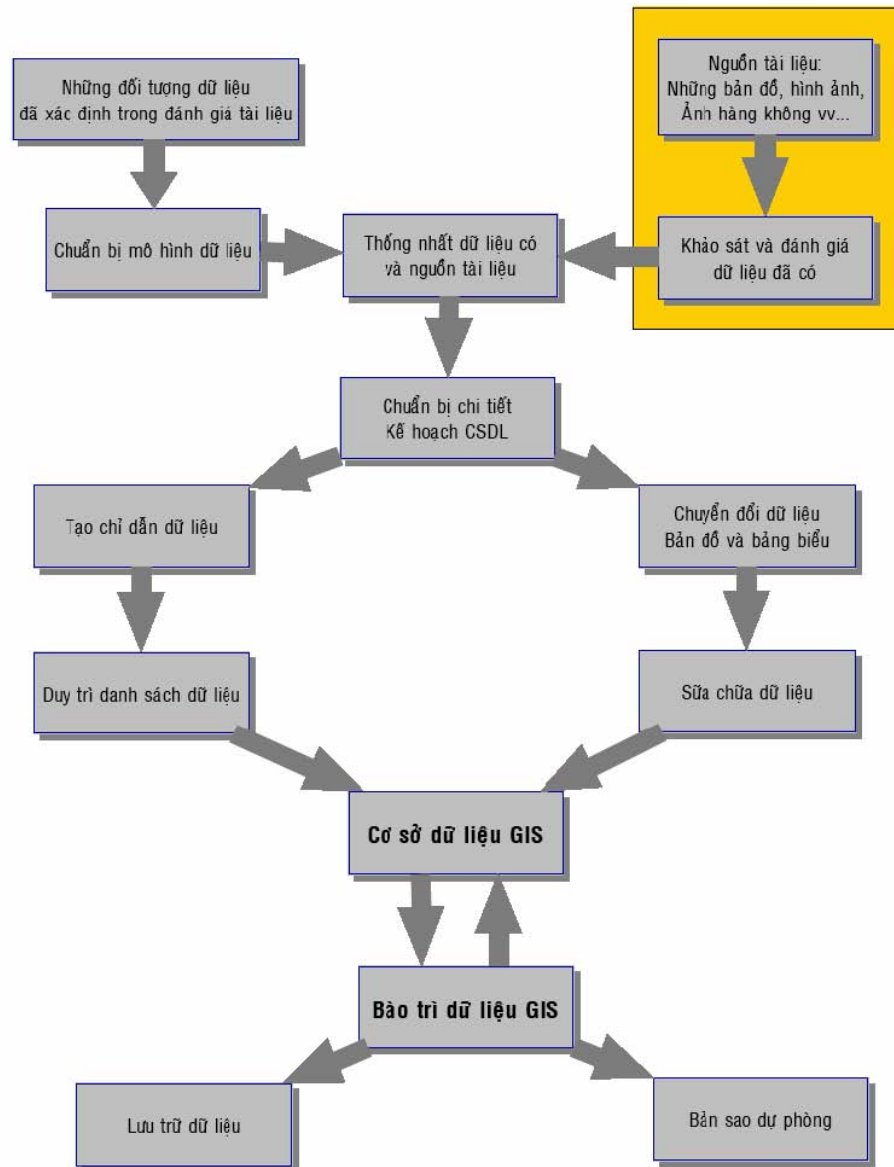 Những đối tượng dữ liệu
đã xác định trong đánh giá tài liệu
Nguồn tài liệu:
Những bản đồ, hình ảnh,
Ảnh hàng không vv...
Chuẩn bị mô hình dữ liệu
Thống nhất dữ liệu có
và nguồn tài liệu
Khảo sát và đánh giá
dữ liệu đã có
Chuẩn bị chi tiết
Kế hoạch CSDL
Tạo chỉ dẫn dữ liệu
Chuyển đổi dữ liệu
Bản đồ và bảng biểu
Duy trì danh sách dữ liệu
Sữa chữa dữ liệu
Cơ sở dữ liệu GIS
Bào trì dữ liệu GIS
Lưu trữ dữ liệu
Bản sao dự phòng